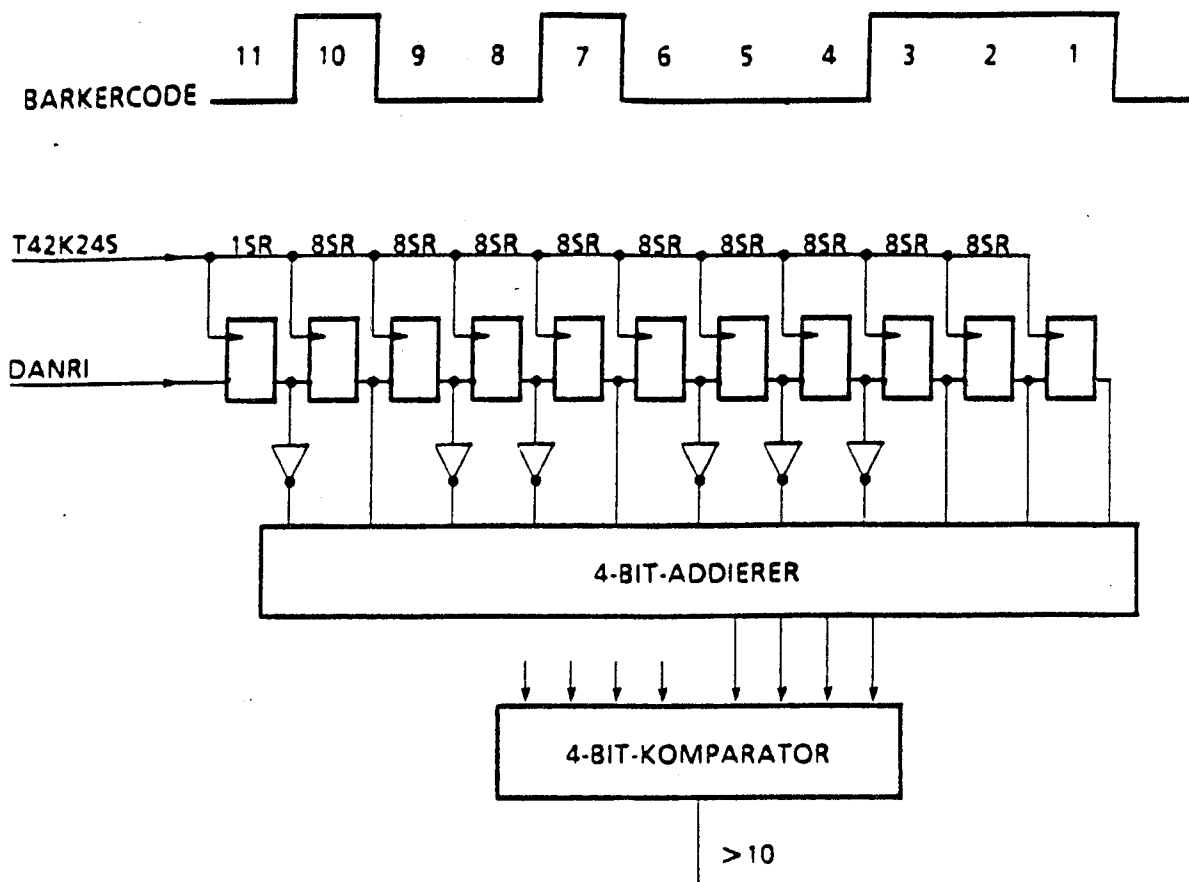 11 10 9 8 7 6 5 4 3 2 1
BARKERCODE
T42K24S 1SR 8SR 8SR 8SR 8SR 8SR 8SR 8SR 8SR 8SR
DANRI
4-BIT-ADDIERER
4-BIT-KOMPARATOR
>10